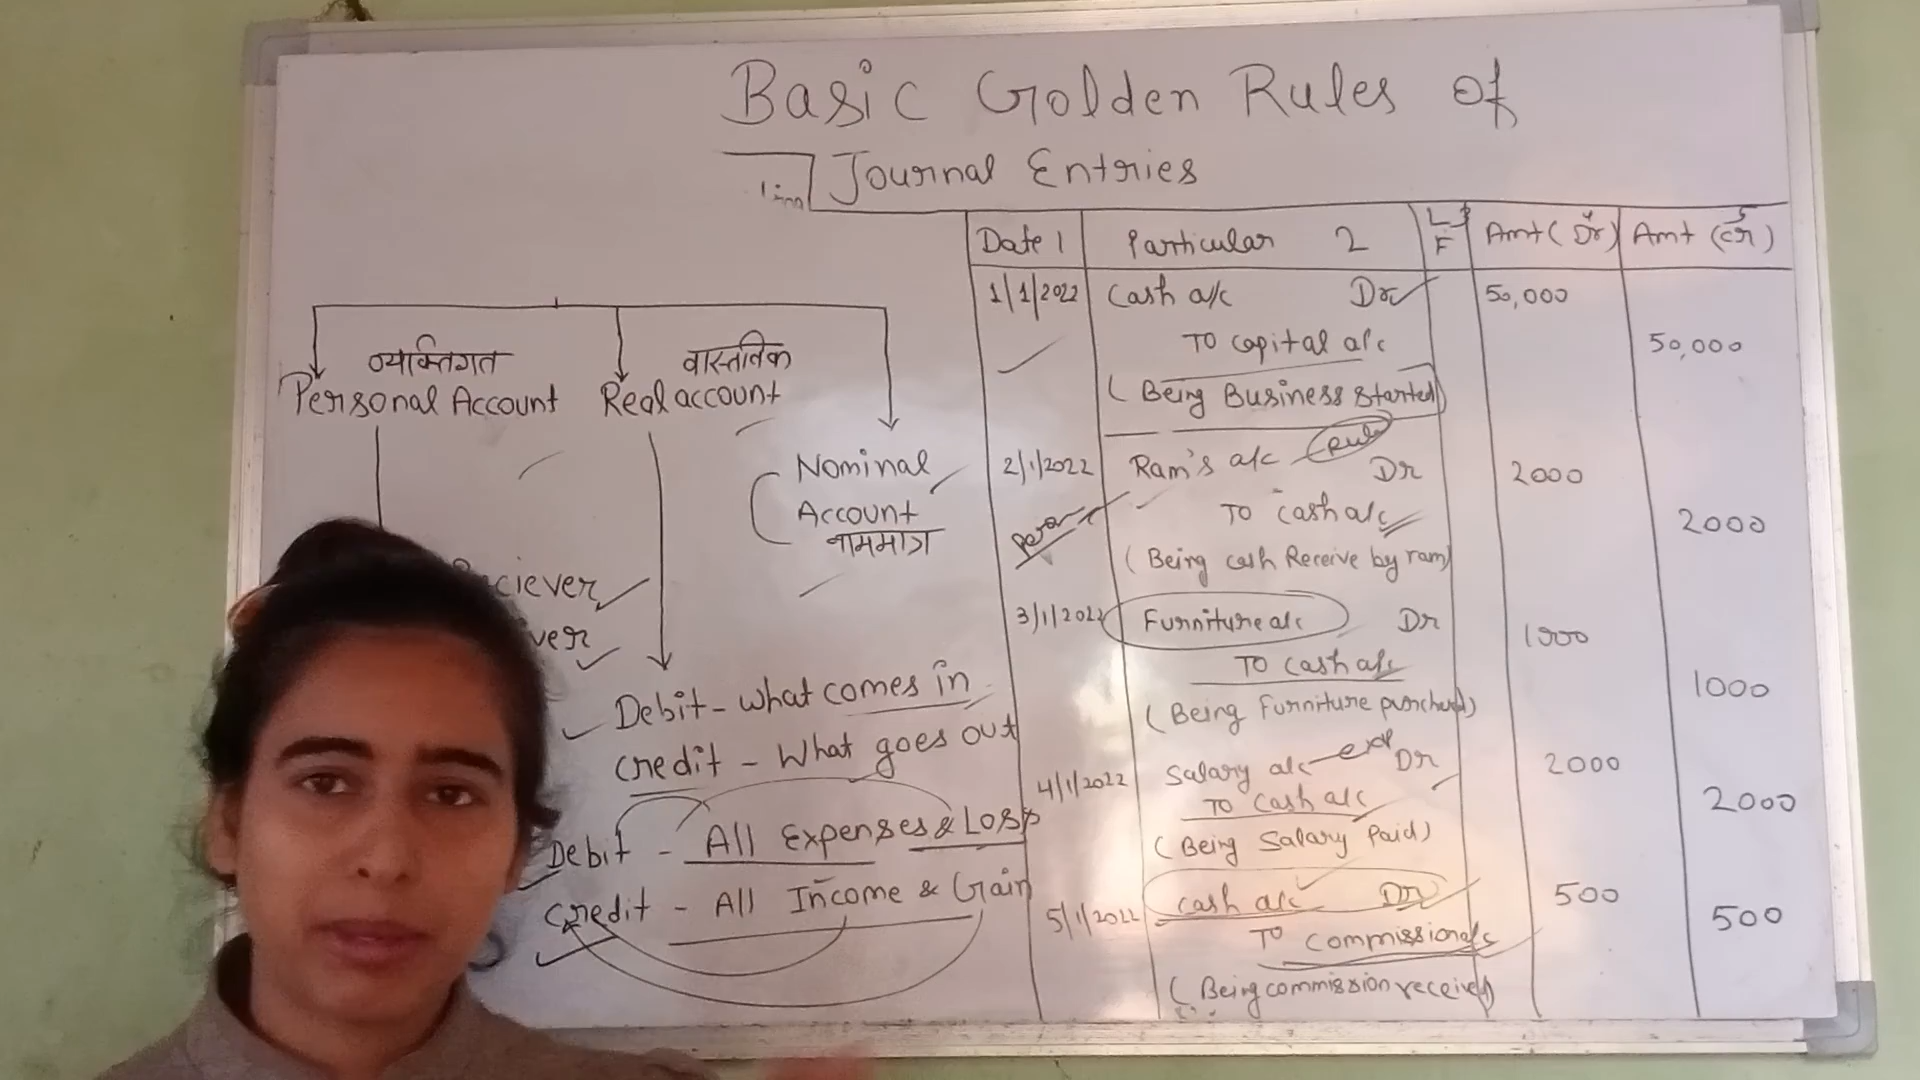 Basic Golden Rules of
Journal Entries
व्यक्तिगत
Personal Account
वास्तविक
Real account
Nominal
Account
नाममात्र
Debit - What comes in
Credit - What goes out
Debit - All Expenses & Loss
Credit - All Income & Gain
Date 1 Particular 2 L 3 F Amt (Dr) 4 Amt (Cr) 5
1/1/2022 Cash a/c Dr 50,000
TO Capital a/c 50,000
(Being Business started)
2/1/2022 Ram's a/c Rule Dr 2000
TO cash a/c 2000
(Being cash Receive by ram)
3/1/2022 Furniture a/c Dr 1000
TO cash a/c 1000
(Being Furniture purchased)
4/1/2022 Salary a/c exp Dr 2000
TO cash a/c 2000
(Being Salary Paid)
5/1/2022 cash a/c Dr 500
TO commission a/c 500
(Being commission received)